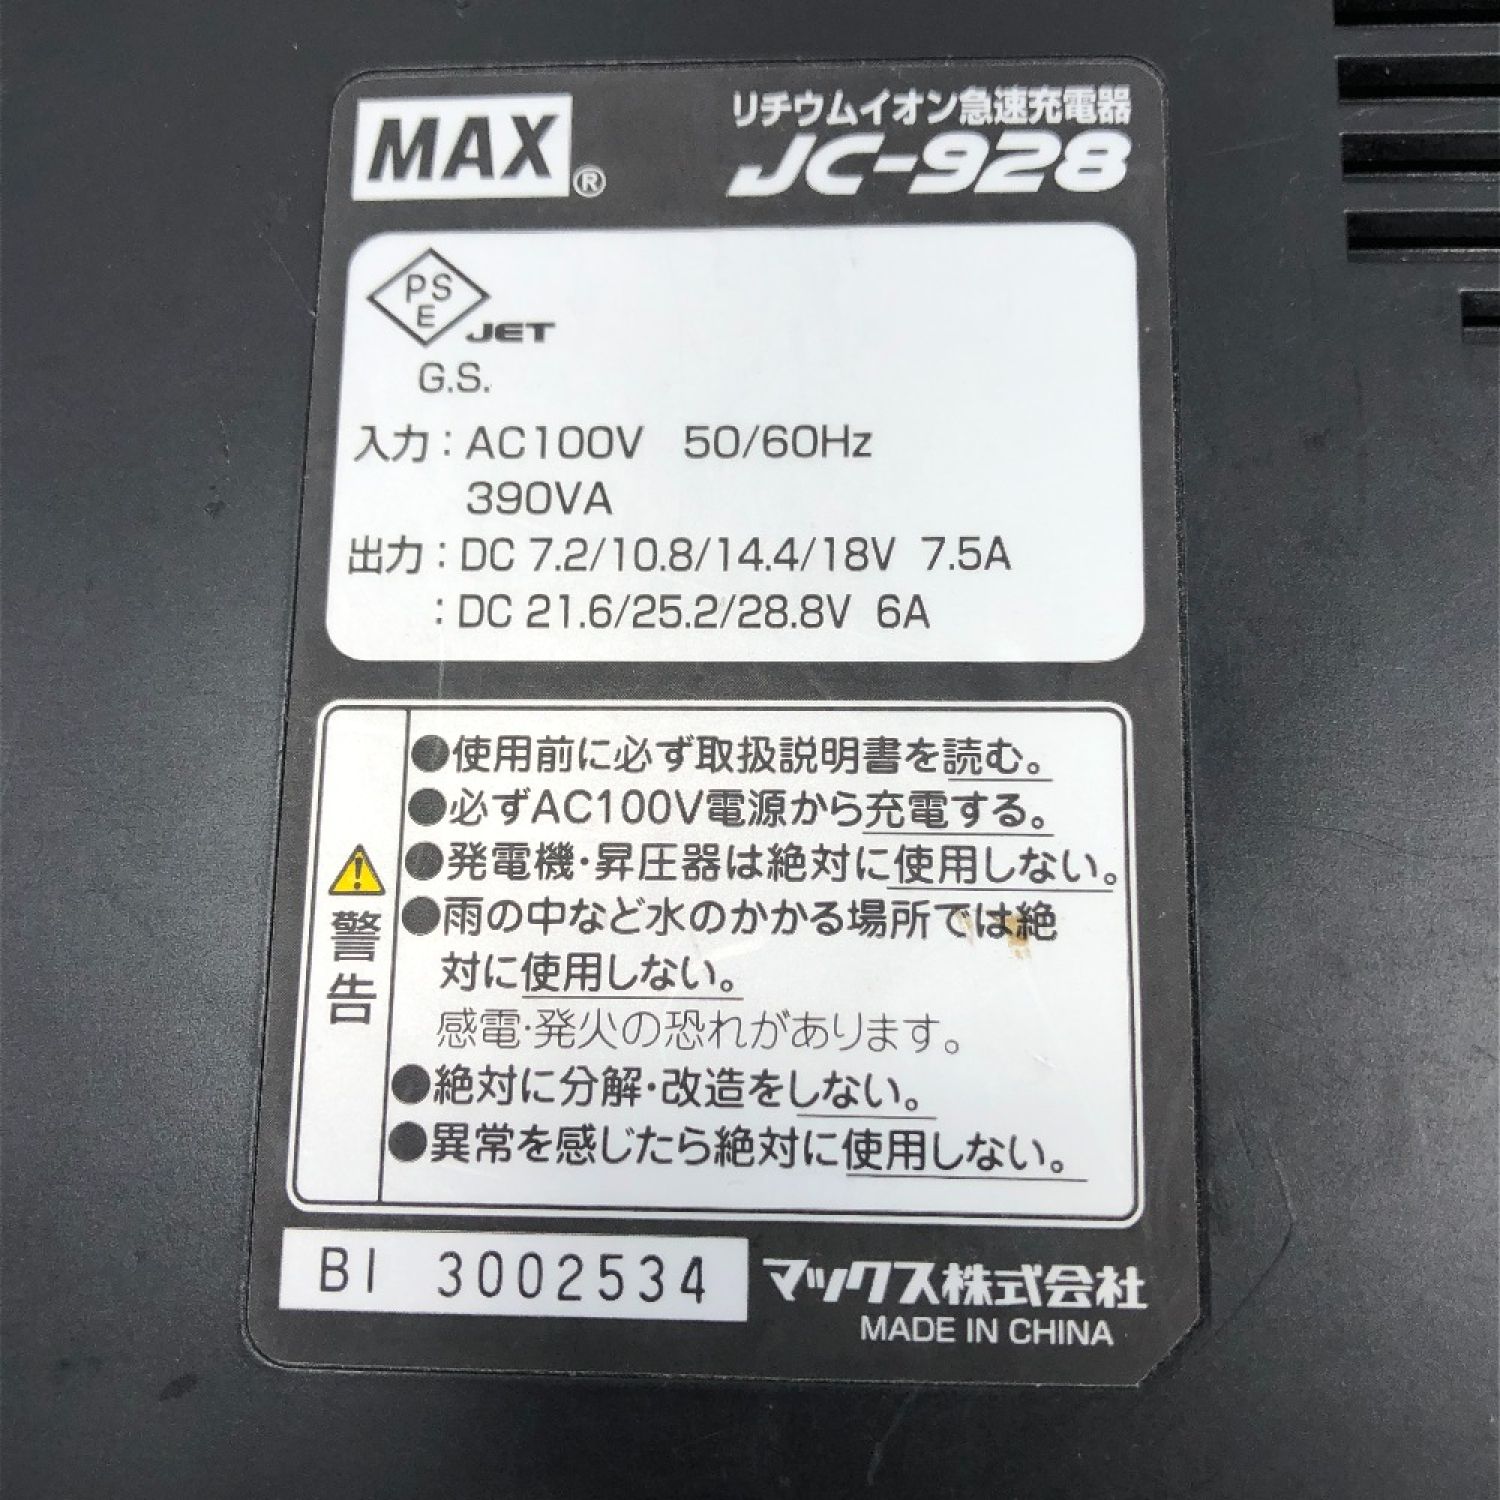 MAX®
リチウムイオン急速充電器
JC-928
PSE JET
G.S.
入力：AC100V 50/60Hz
390VA
出力：DC 7.2/10.8/14.4/18V 7.5A
：DC 21.6/25.2/28.8V 6A
警告
●使用前に必ず取扱説明書を読む。
●必ずAC100V電源から充電する。
●発電機・昇圧器は絶対に使用しない。
●雨の中など水のかかる場所では絶
対に使用しない。
感電・発火の恐れがあります。
●絶対に分解・改造をしない。
●異常を感じたら絶対に使用しない。
BI 3002534
マックス株式会社
MADE IN CHINA